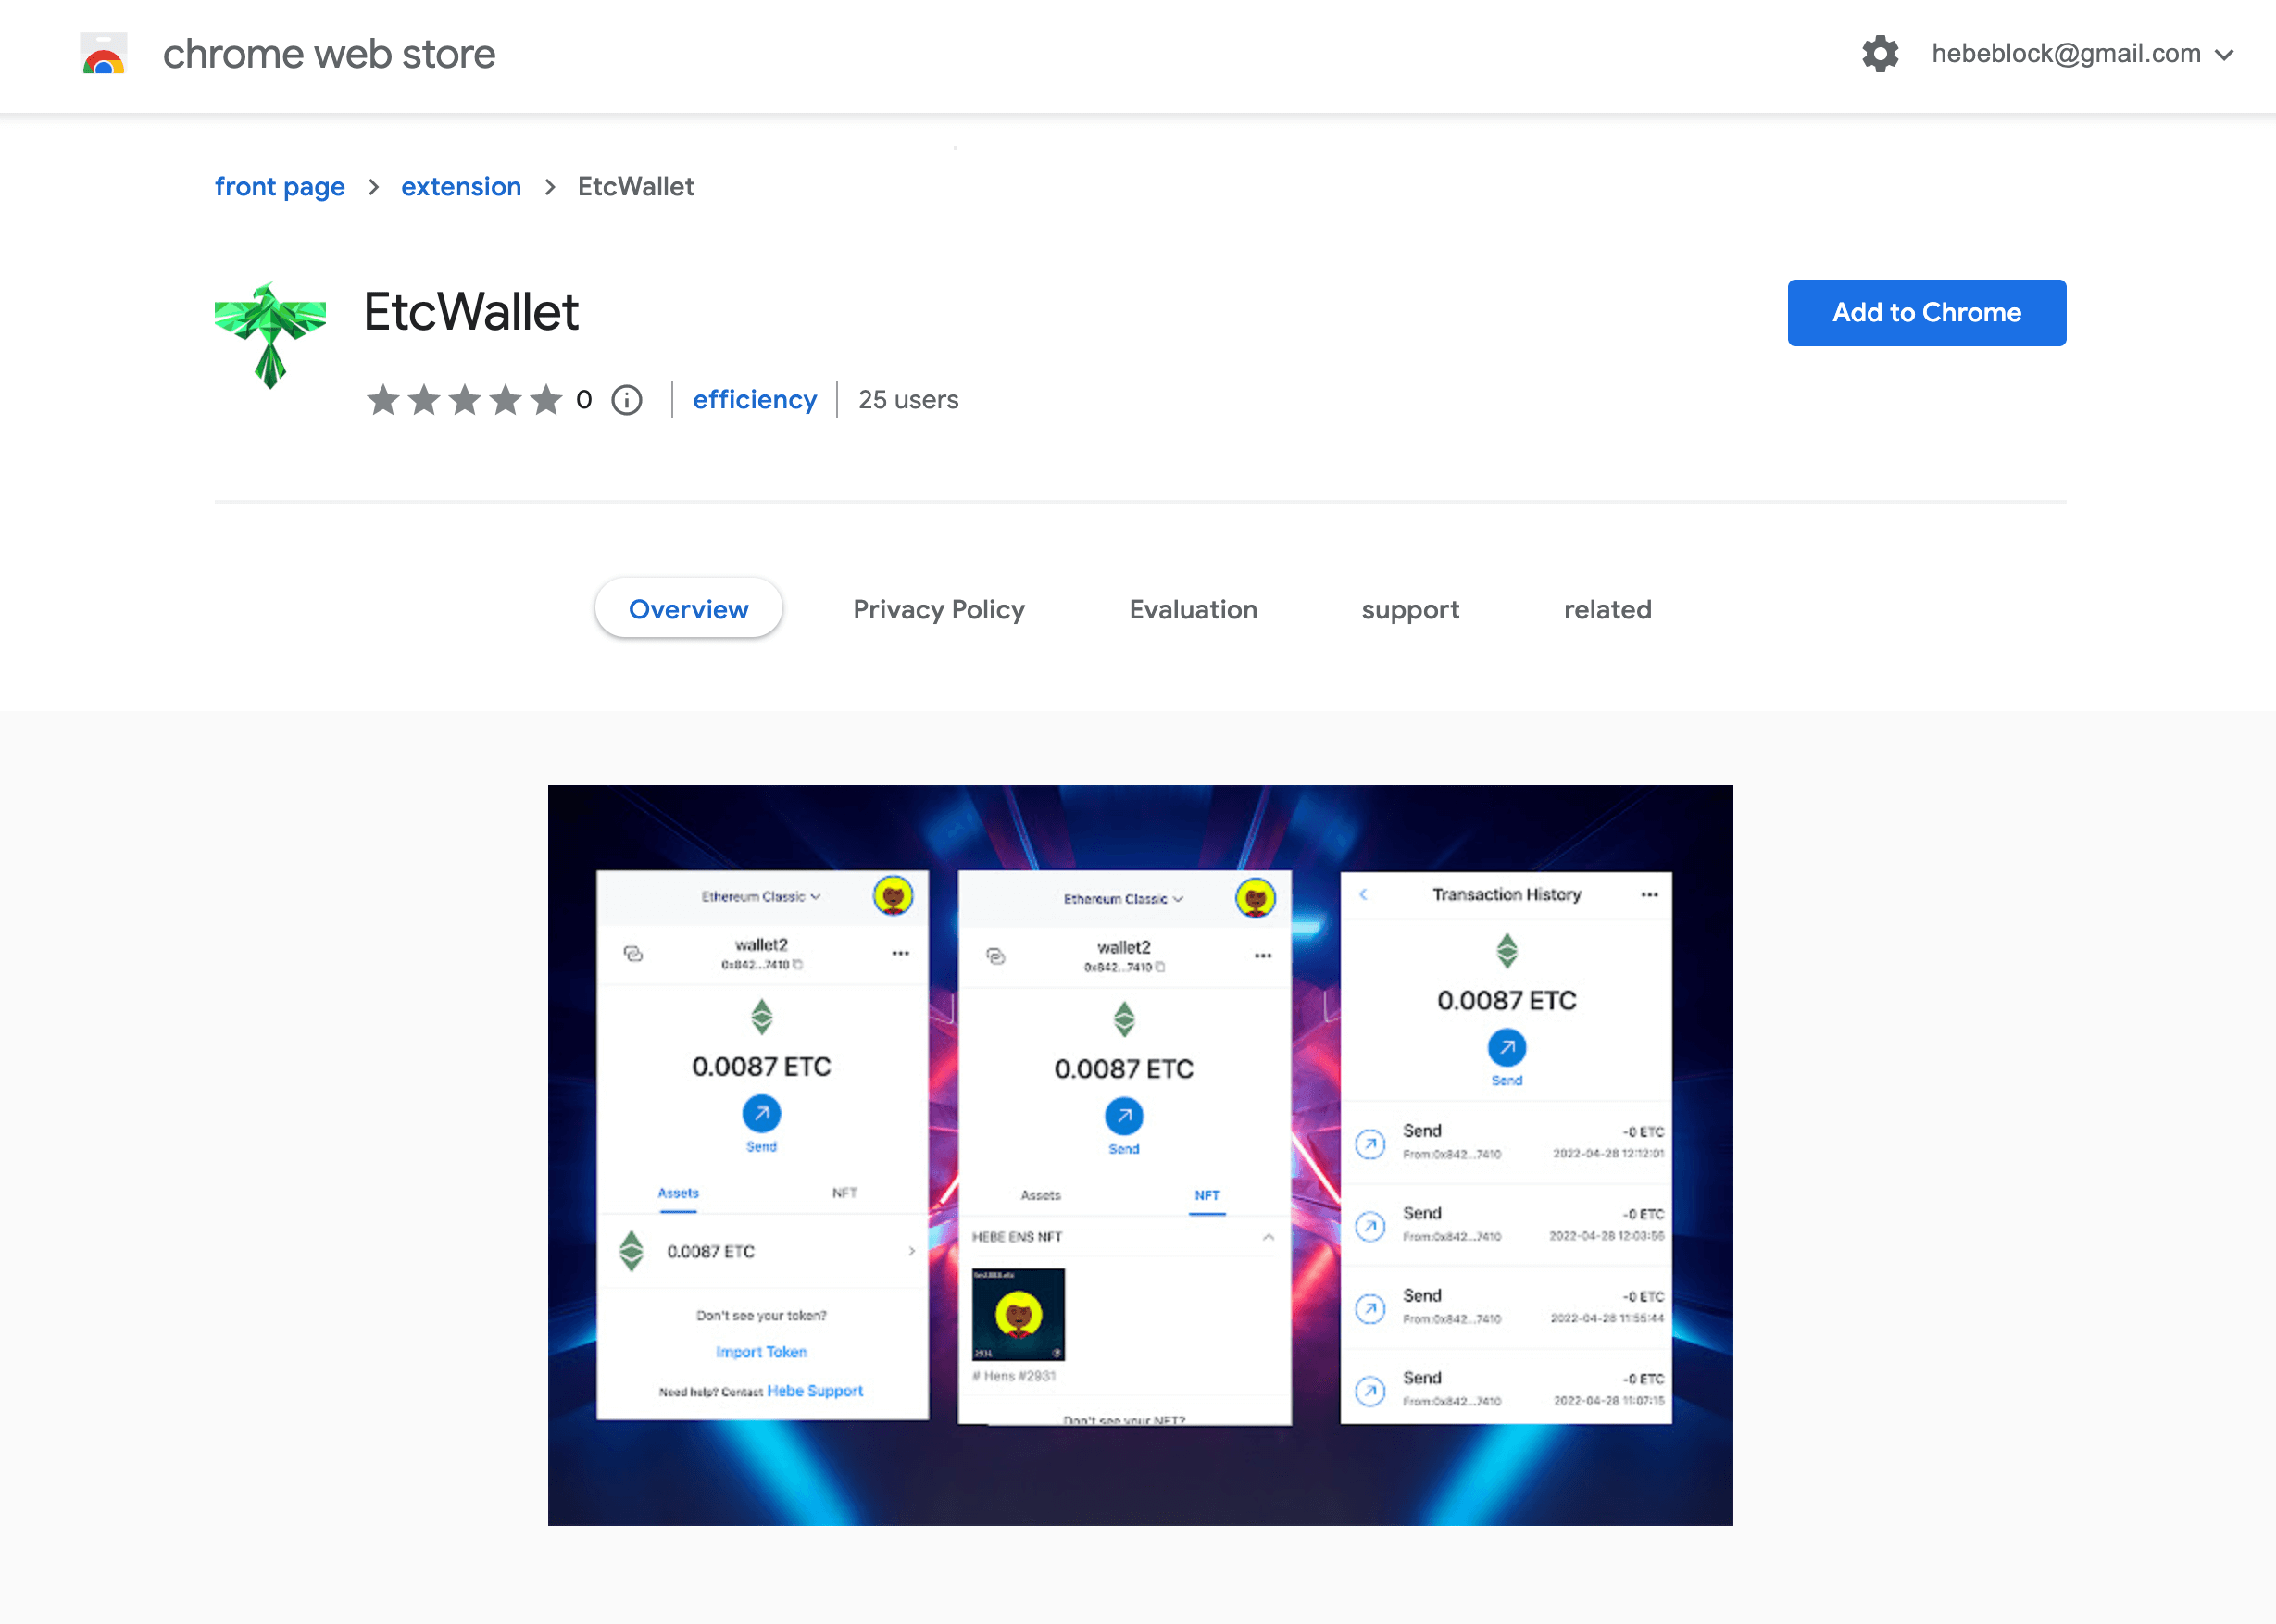 chrome web store
hebeblock@gmail.com
front page > extension > EtcWallet
EtcWallet
Add to Chrome
0
efficiency
25 users
Overview
Privacy Policy
Evaluation
support
related
Ethereum Classic
wallet2
0x842...7410
0.0087 ETC
Send
Assets
NFT
0.0087 ETC
Don't see your token?
Import Token
Need help? Contact Hebe Support
Ethereum Classic
wallet2
0x842...7410
0.0087 ETC
Send
Assets
NFT
HEBE ENS NFT
2931
# Hens #2931
Don't see your NFT?
Transaction History
0.0087 ETC
Send
Send
-0 ETC
From:0x842...7410
2022-04-28 12:12:01
Send
-0 ETC
From:0x842...7410
2022-04-28 12:03:56
Send
-0 ETC
From:0x842...7410
2022-04-28 11:55:44
Send
-0 ETC
From:0x842...7410
2022-04-28 11:07:15